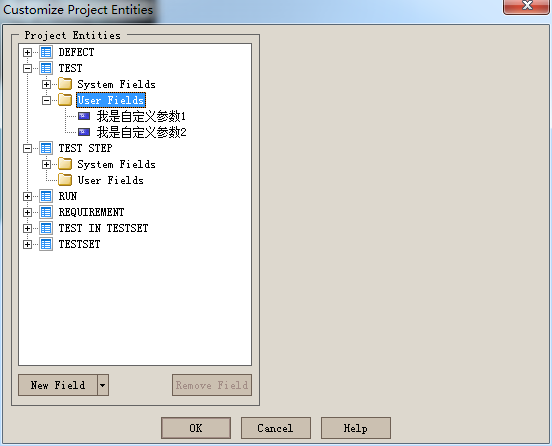 Customize Project Entities
Project Entities
DEFECT
TEST
System Fields
User Fields
我是自定义参数1
我是自定义参数2
TEST STEP
System Fields
User Fields
RUN
REQUIREMENT
TEST IN TESTSET
TESTSET
New Field Remove Field
OK Cancel Help